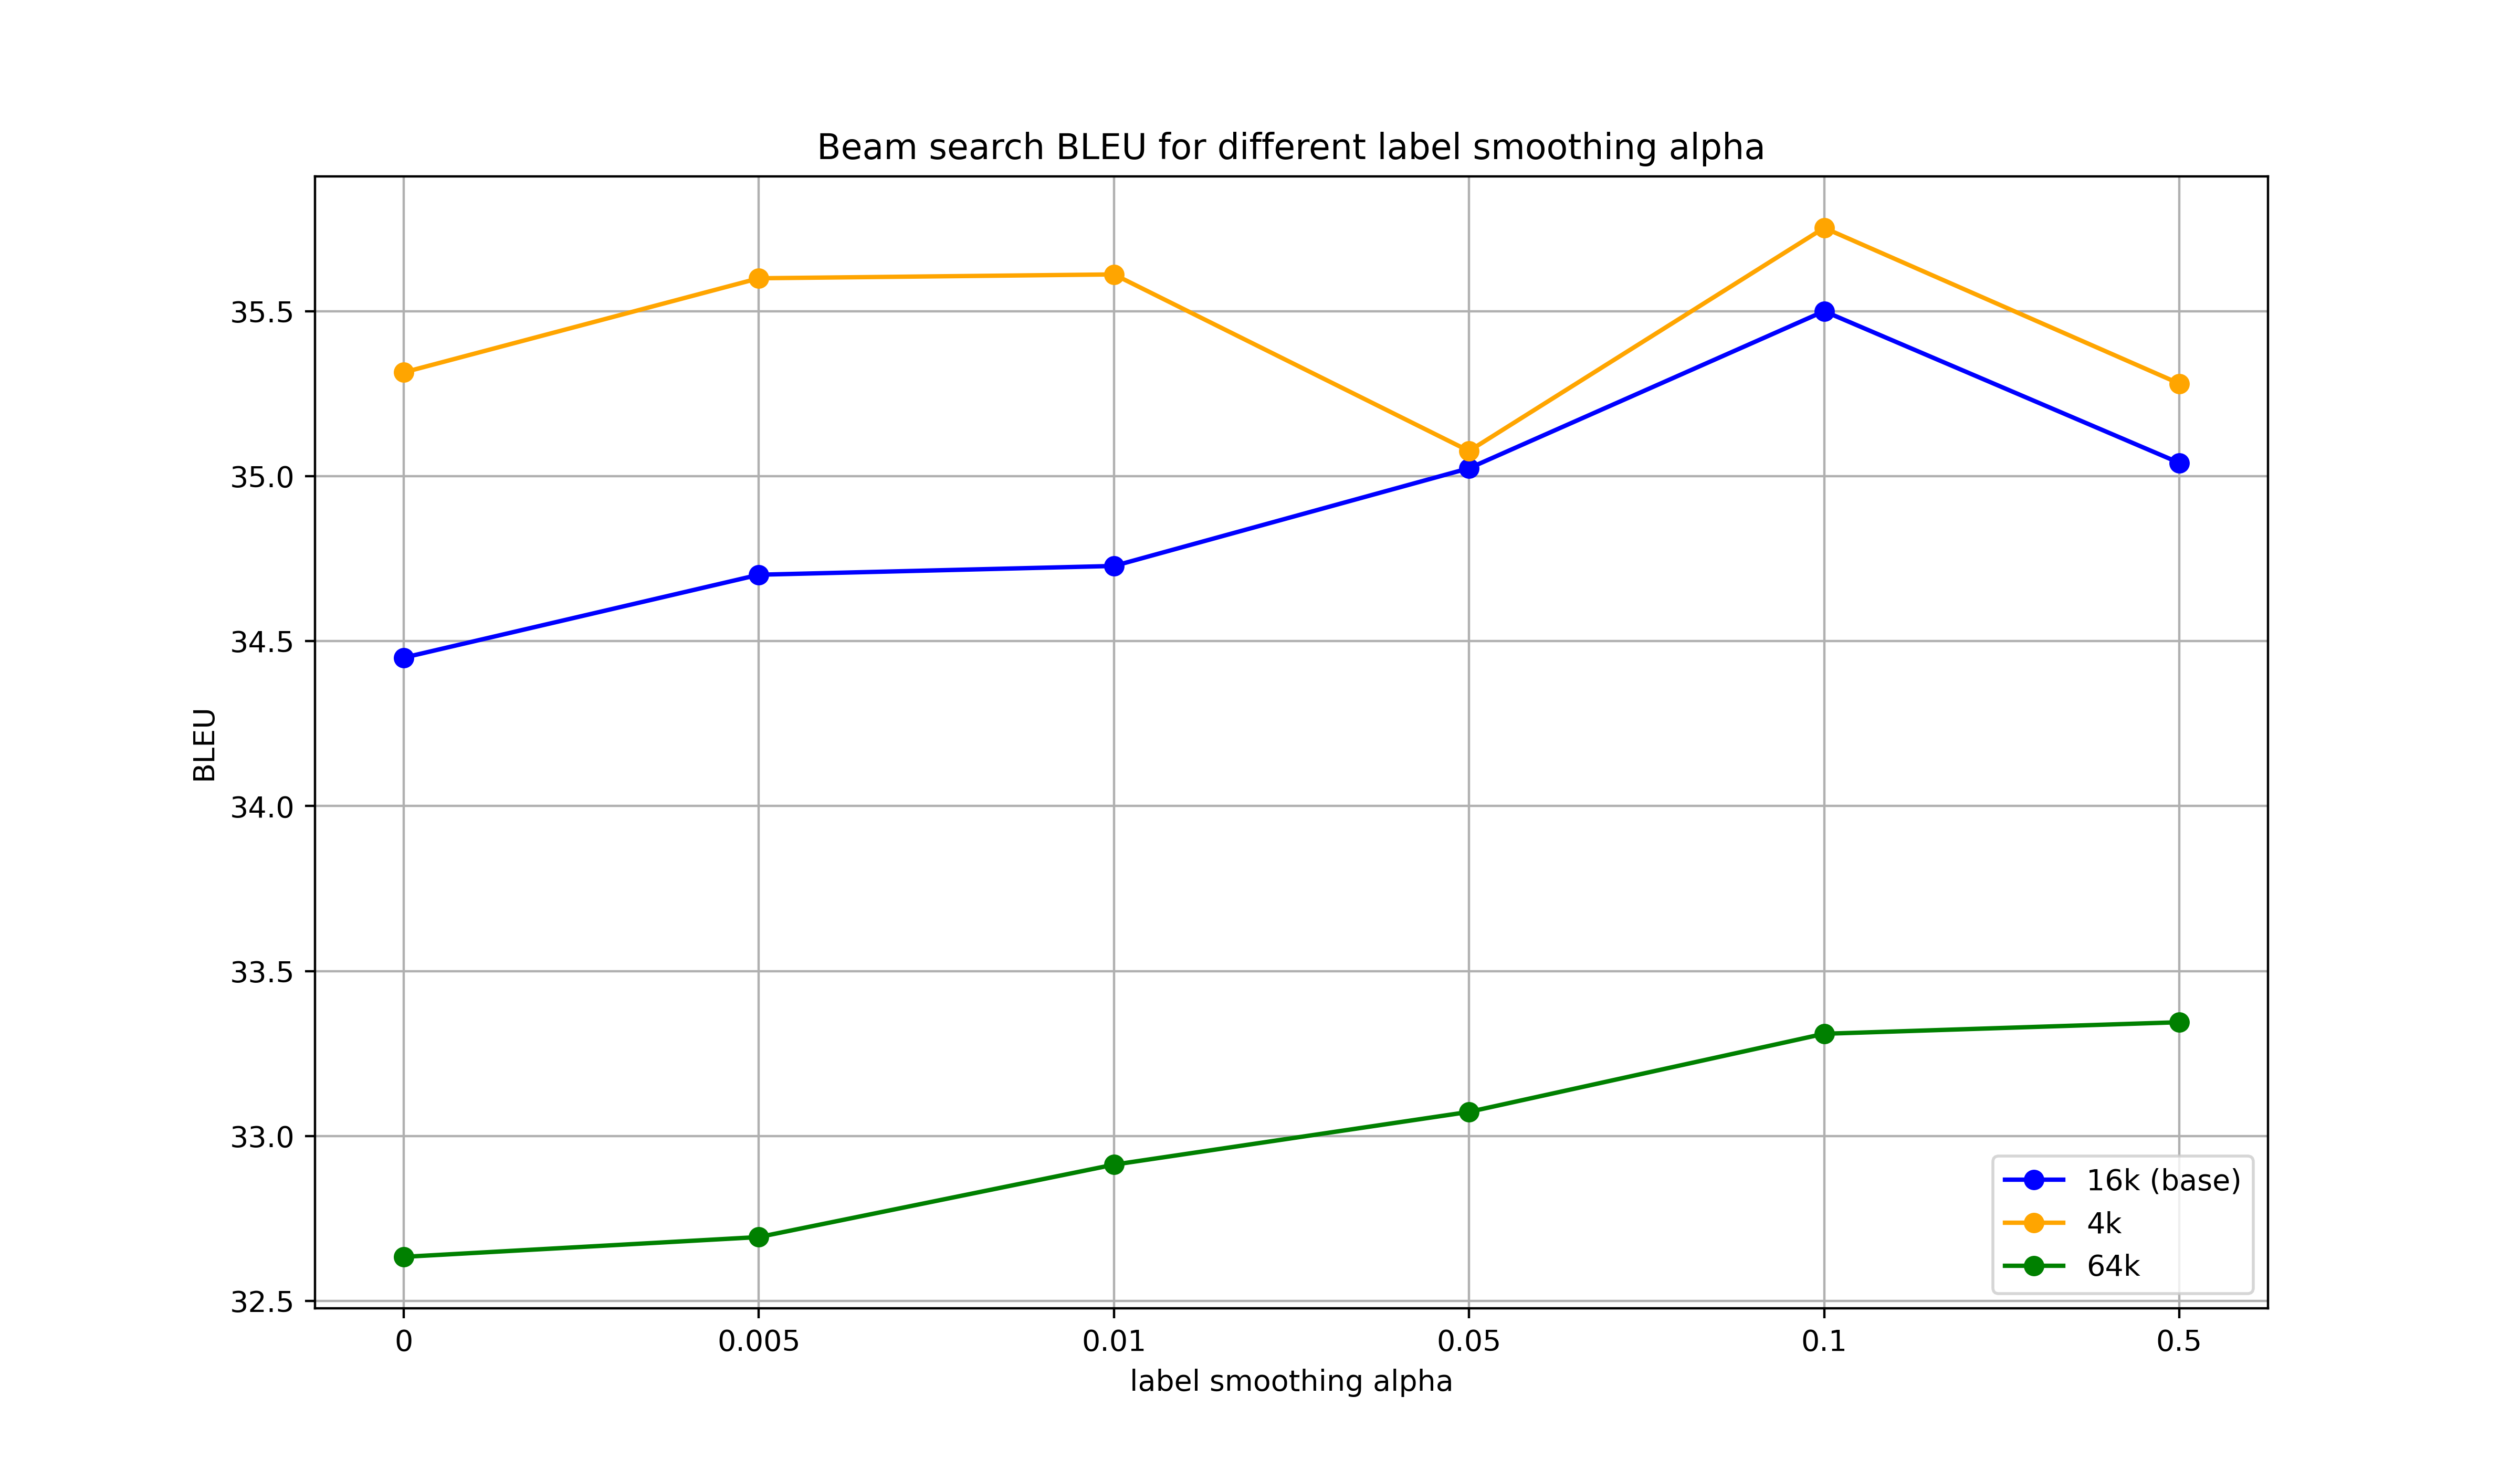 Beam search BLEU for different label smoothing alpha
BLEU
35.5
35.0
34.5
34.0
33.5
33.0
32.5
0 0.005 0.01 0.05 0.1 0.5
label smoothing alpha
16k (base)
4k
64k